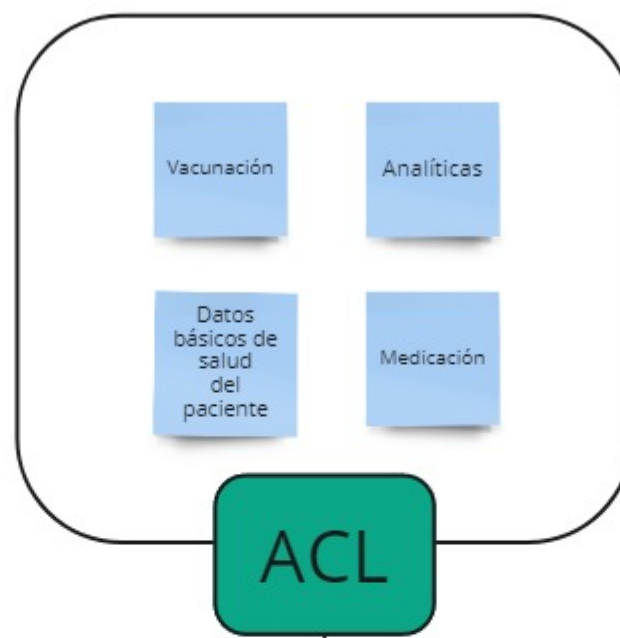 Vacunación
Analíticas
Datos
básicos de
salud
del
paciente
Medicación
ACL